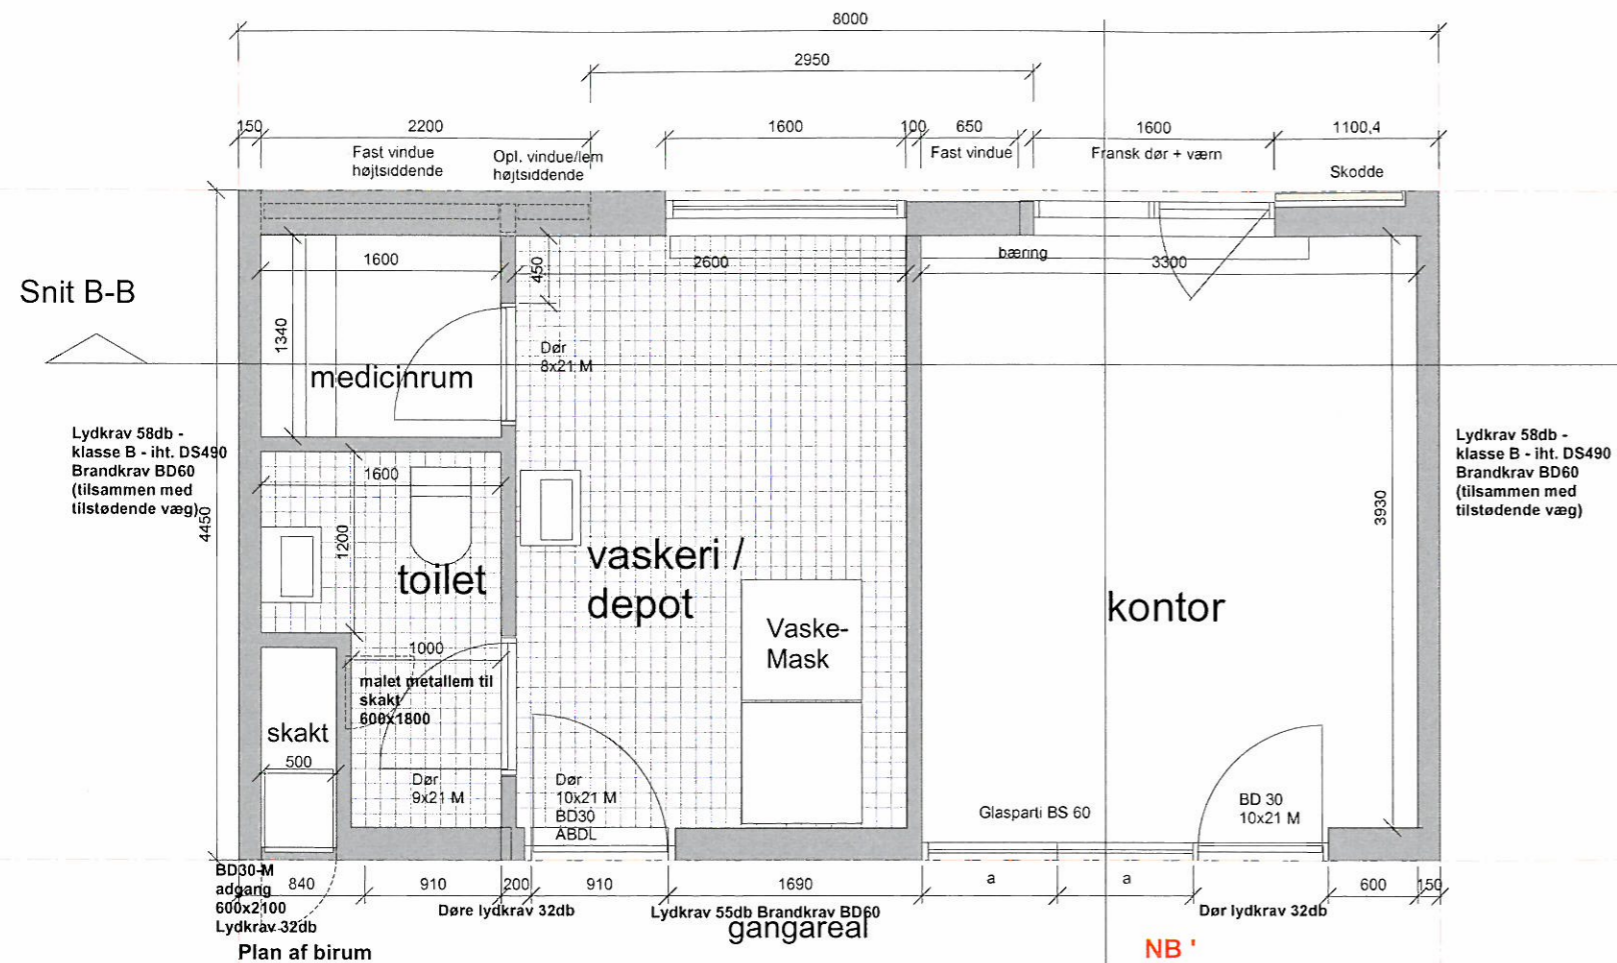 8000
2950
150
2200
1600
100
650
1600
1100,4
Fast vindue
højtsiddende
Opl. vindue/lem
højtsiddende
Fast vindue
Fransk dør + værn
Skodde
Snit B-B
1600
450
2600
bæring
3300
1340
medicinrum
Dør
8x21 M
Lydkrav 58db -
klasse B - iht. DS490
Brandkrav BD60
(tilsammen med
tilstødende væg)
4450
1600
1200
toilet
vaskeri /
depot
Vaske-
Mask
kontor
3930
Lydkrav 58db -
klasse B - iht. DS490
Brandkrav BD60
(tilsammen med
tilstødende væg)
1000
malet metallem til
skakt
600x1800
skakt
500
Dør
9x21 M
Dør
10x21 M
BD30
ABDL
Glasparti BS 60
BD 30
10x21 M
BD30-M
adgang
600x2100
Lydkrav 32db
840
910
200
910
1690
a
a
600
150
Døre lydkrav 32db
Lydkrav 55db Brandkrav BD60
Dør lydkrav 32db
gangareal
Plan af birum
NB '